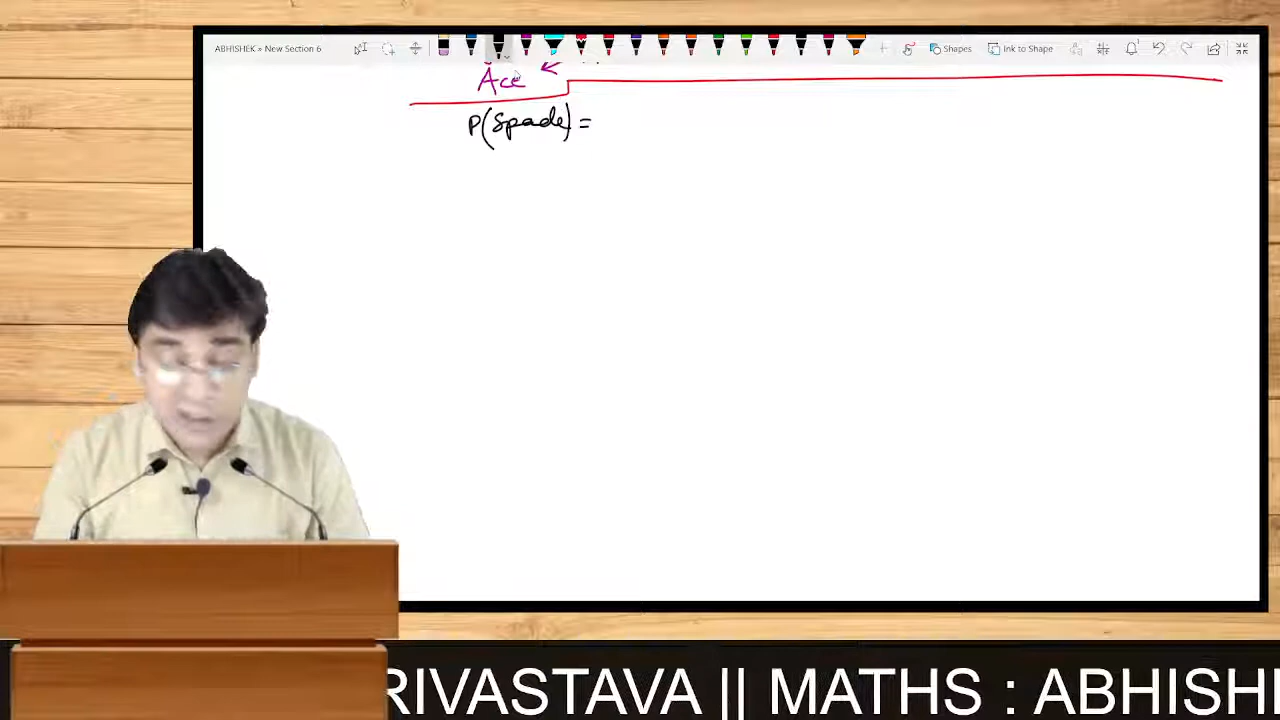 ABHISHEK » New Section 6
Shapes
Ink to Shape
Ace
P(Spade) =
RIVASTAVA || MATHS : ABHISH